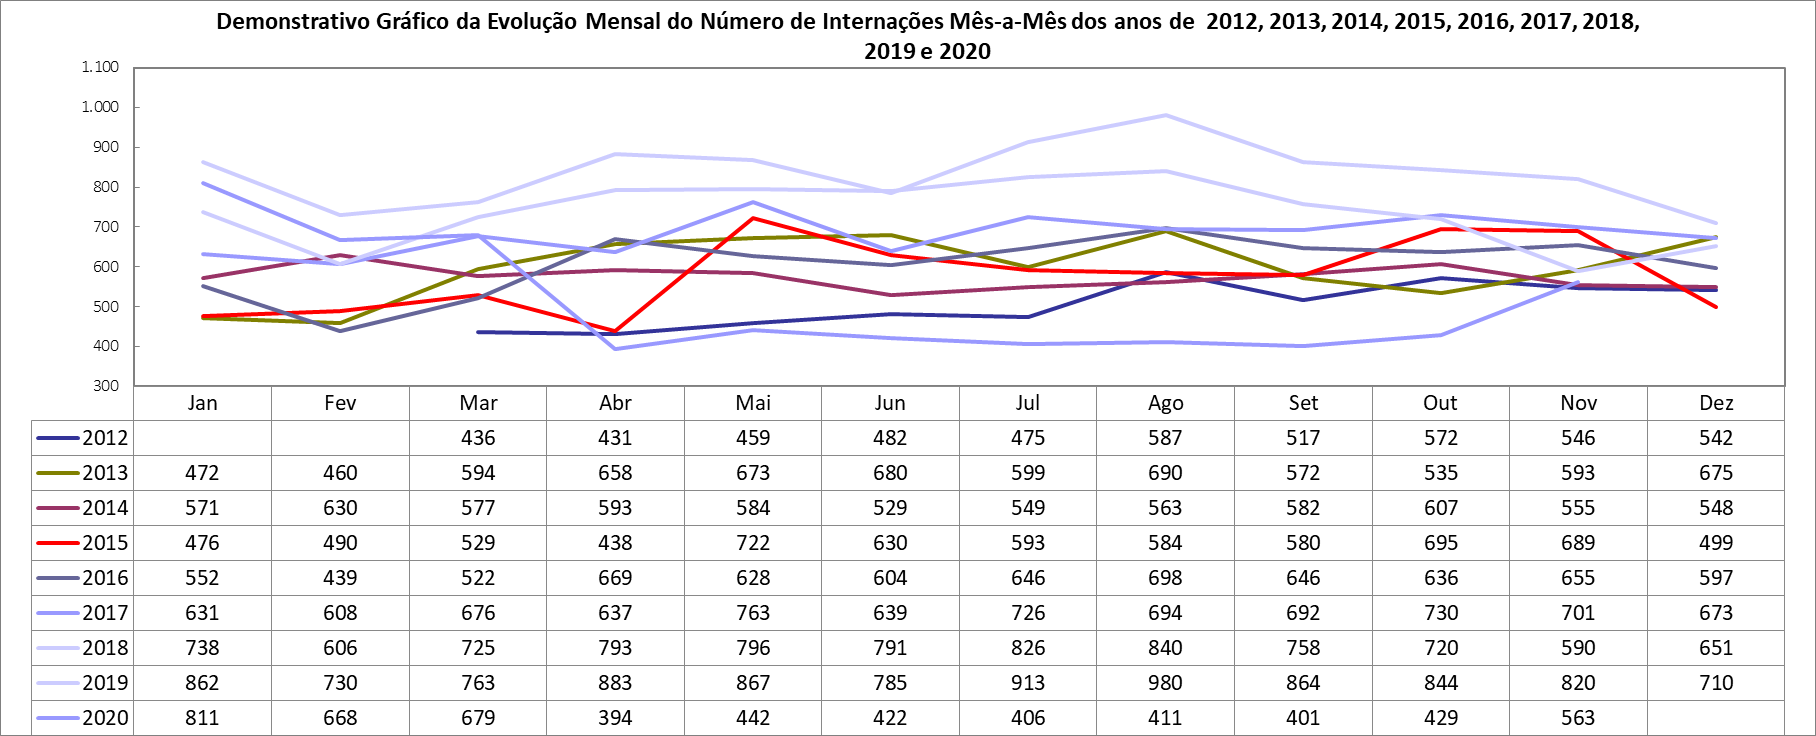 Demonstrativo Gráfico da Evolução Mensal do Número de Internações Mês-a-Mês dos anos de 2012, 2013, 2014, 2015, 2016, 2017, 2018,
2019 e 2020
1.100
1.000
900
800
700
600
500
400
300
Jan Fev Mar Abr Mai Jun Jul Ago Set Out Nov Dez
2012 436 431 459 482 475 587 517 572 546 542
2013 472 460 594 658 673 680 599 690 572 535 593 675
2014 571 630 577 593 584 529 549 563 582 607 555 548
2015 476 490 529 438 722 630 593 584 580 695 689 499
2016 552 439 522 669 628 604 646 698 646 636 655 597
2017 631 608 676 637 763 639 726 694 692 730 701 673
2018 738 606 725 793 796 791 826 840 758 720 590 651
2019 862 730 763 883 867 785 913 980 864 844 820 710
2020 811 668 679 394 442 422 406 411 401 429 563